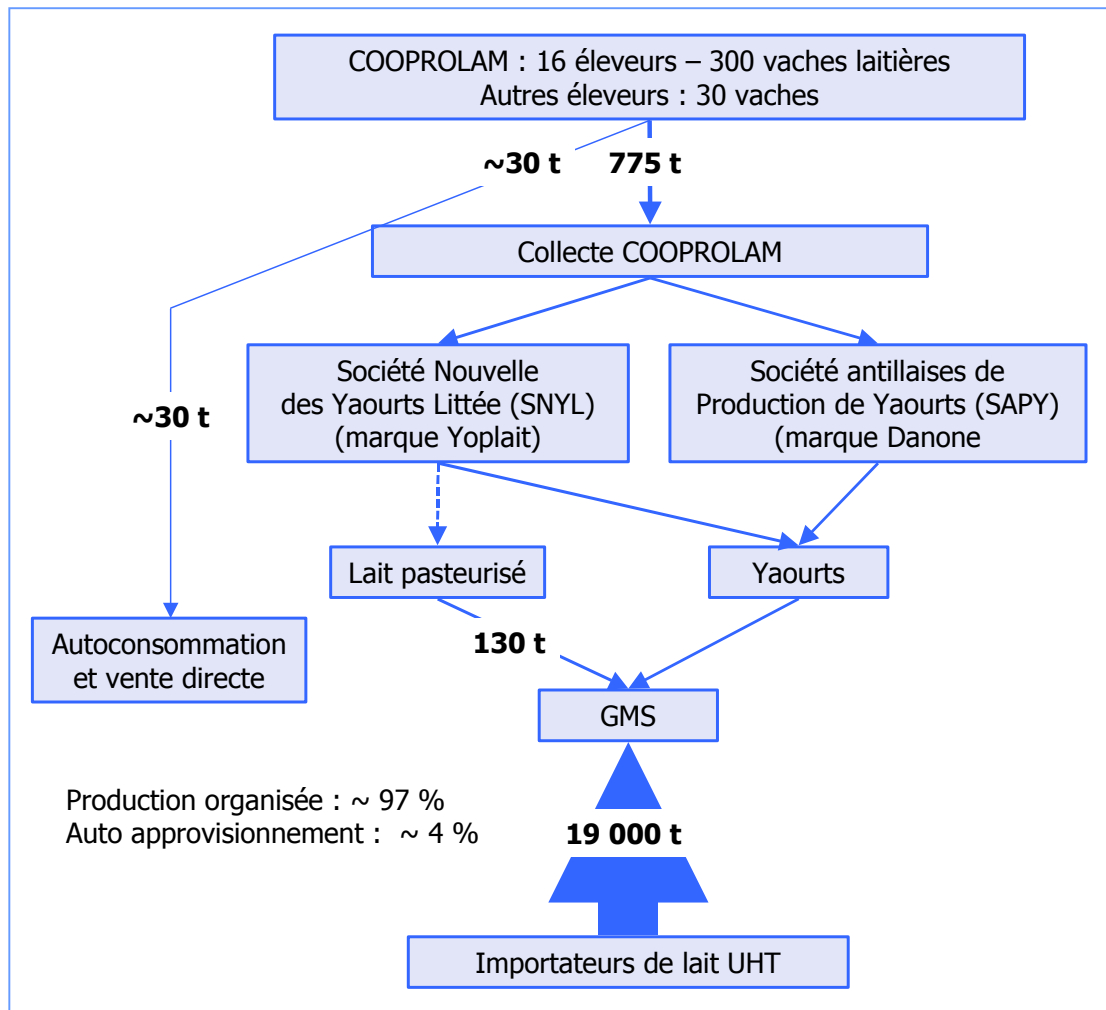 COOPROLAM : 16 éleveurs – 300 vaches laitières
Autres éleveurs : 30 vaches
~30 t
775 t
Collecte COOPROLAM
Société Nouvelle
des Yaourts Littée (SNYL)
(marque Yoplait)
Société antillaises de
Production de Yaourts (SAPY)
(marque Danone
~30 t
Lait pasteurisé
Yaourts
Autoconsommation
et vente directe
130 t
GMS
Production organisée : ~ 97 %
Auto approvisionnement : ~ 4 %
19 000 t
Importateurs de lait UHT